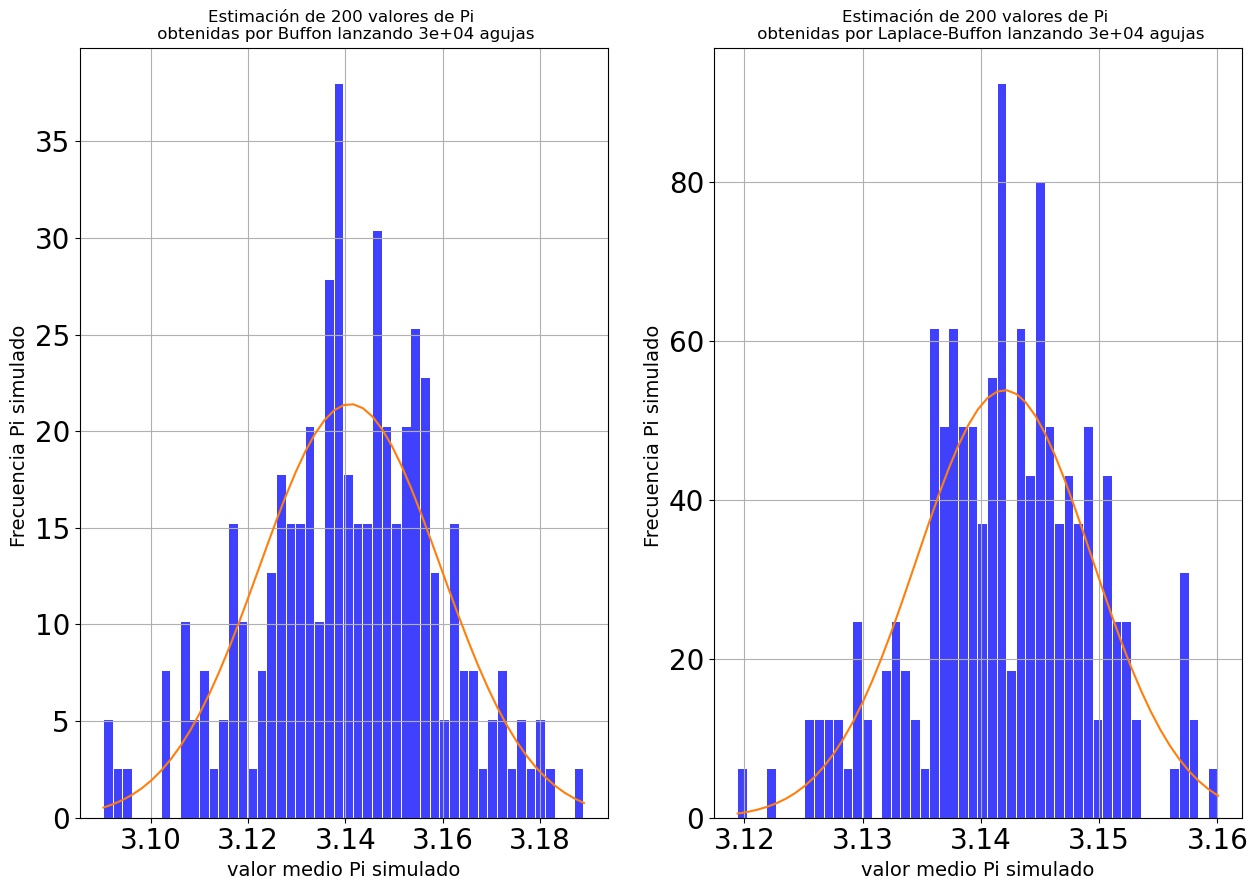 Estimación de 200 valores de Pi
obtenidas por Buffon lanzando 3e+04 agujas
35
30
25
20
15
10
5
0
Frecuencia Pi simulado
3.10 3.12 3.14 3.16 3.18
valor medio Pi simulado
Estimación de 200 valores de Pi
obtenidas por Laplace-Buffon lanzando 3e+04 agujas
80
60
40
20
0
Frecuencia Pi simulado
3.12 3.13 3.14 3.15 3.16
valor medio Pi simulado